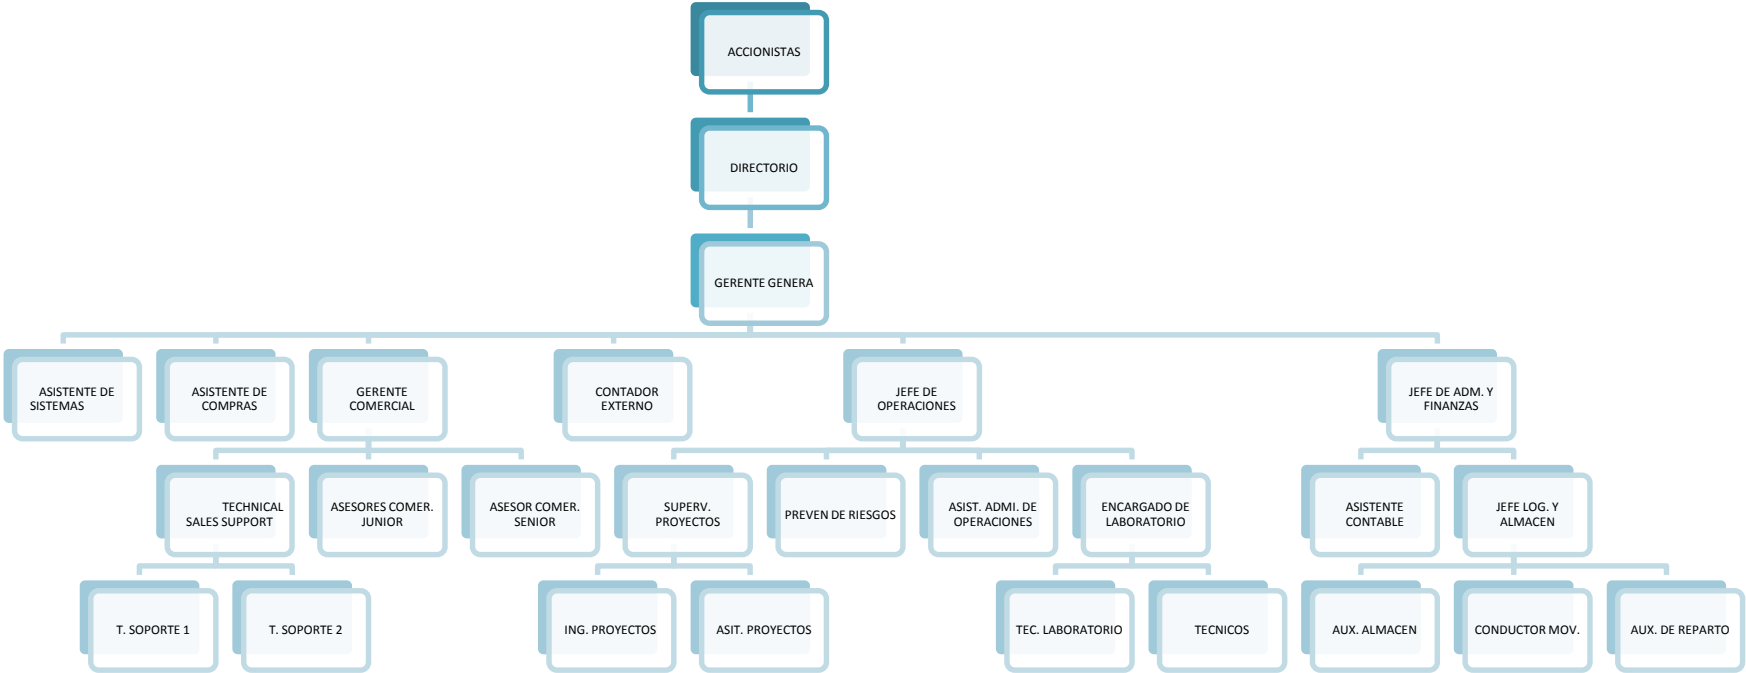 ACCIONISTAS
DIRECTORIO
GERENTE GENERA
ASISTENTE DE
SISTEMAS
ASISTENTE DE
COMPRAS
GERENTE
COMERCIAL
CONTADOR
EXTERNO
JEFE DE
OPERACIONES
JEFE DE ADM. Y
FINANZAS
TECHNICAL
SALES SUPPORT
ASESORES COMER.
JUNIOR
ASESOR COMER.
SENIOR
SUPERV.
PROYECTOS
PREVEN DE RIESGOS
ASIST. ADMI. DE
OPERACIONES
ENCARGADO DE
LABORATORIO
ASISTENTE
CONTABLE
JEFE LOG. Y
ALMACEN
T. SOPORTE 1
T. SOPORTE 2
ING. PROYECTOS
ASIT. PROYECTOS
TEC. LABORATORIO
TECNICOS
AUX. ALMACEN
CONDUCTOR MOV.
AUX. DE REPARTO